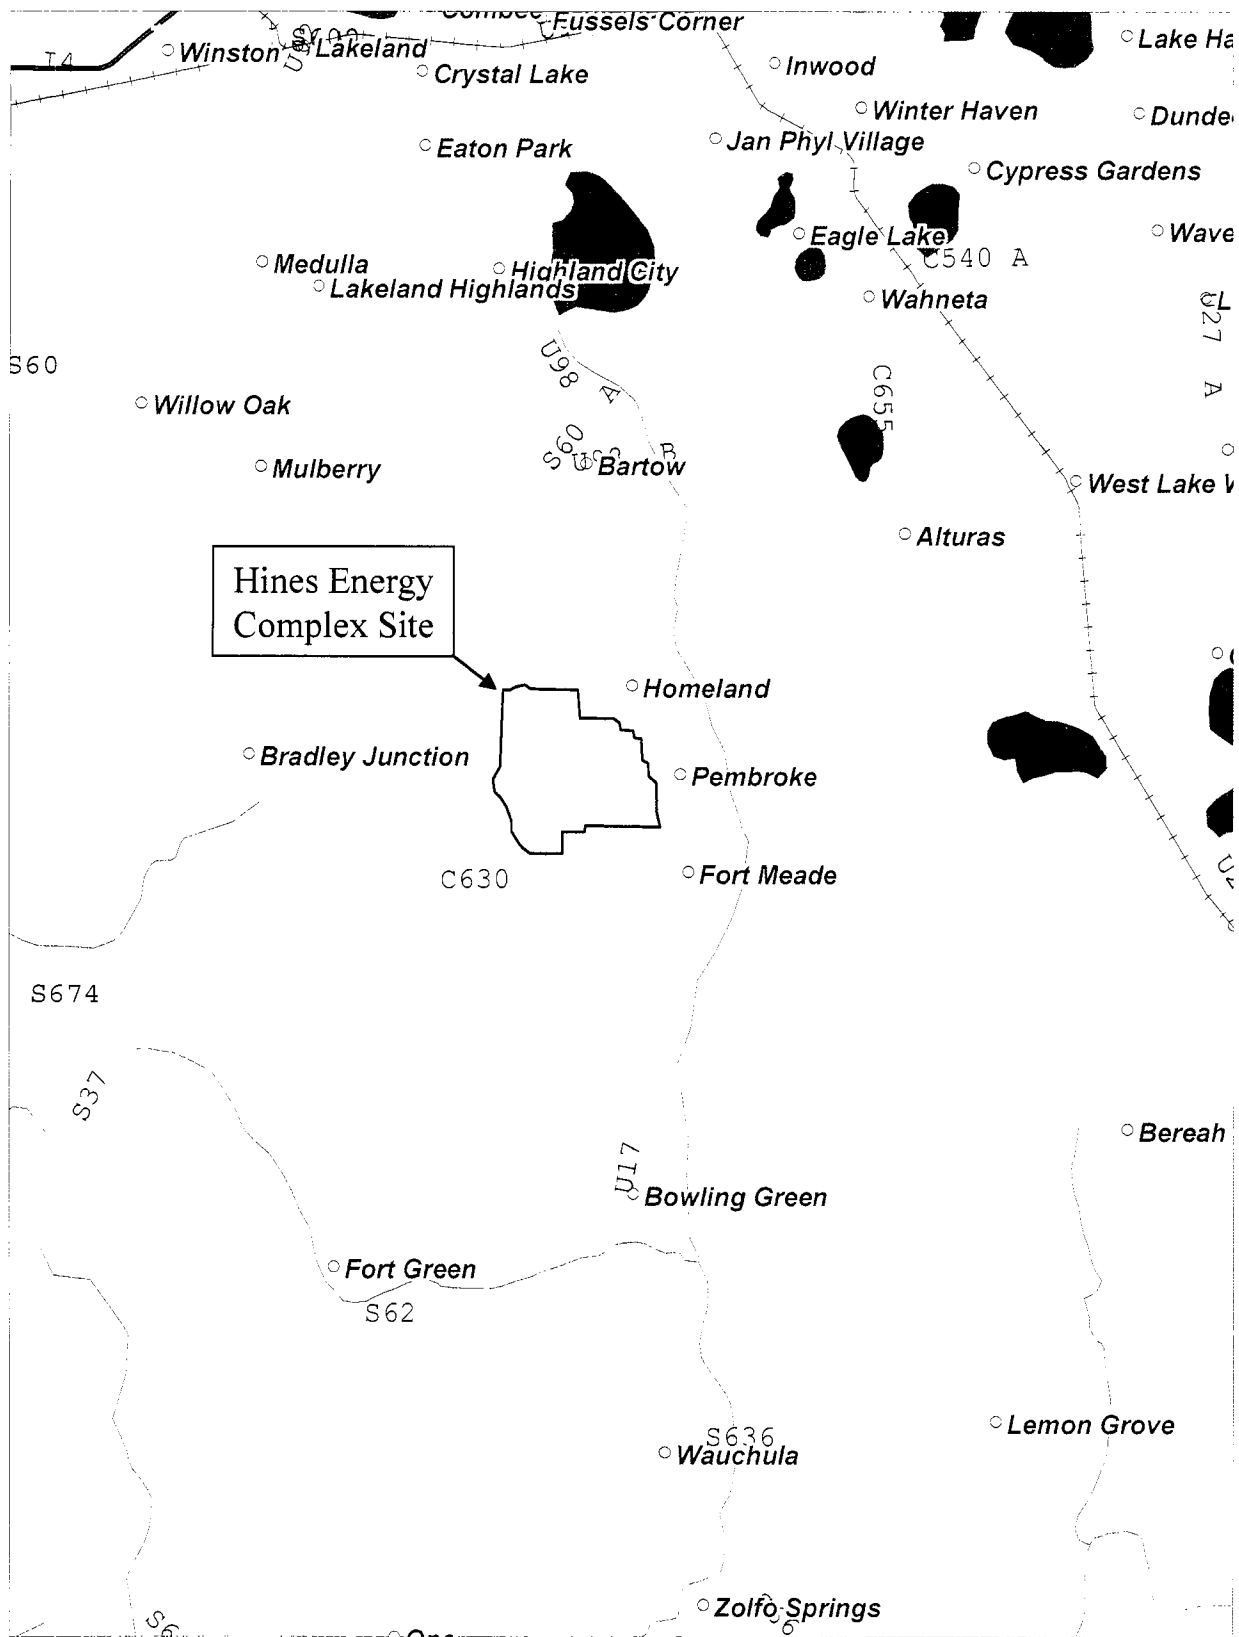 Fussels Corner
Lake Ha
Winston
Lakeland
I4
Inwood
Crystal Lake
Winter Haven
Dunde
Jan Phyl Village
Eaton Park
Cypress Gardens
Eagle Lake
Wave
C540 A
Medulla
Highland City
Lakeland Highlands
Wahneta
U27 A
S60
U98 A
C655
Willow Oak
S60
B
Bartow
Mulberry
West Lake W
Alturas
Hines Energy
Complex Site
Homeland
Bradley Junction
Pembroke
C630
Fort Meade
S674
S37
Bereah
U17
Bowling Green
Fort Green
S62
Lemon Grove
S636
Wauchula
Zolfo Springs